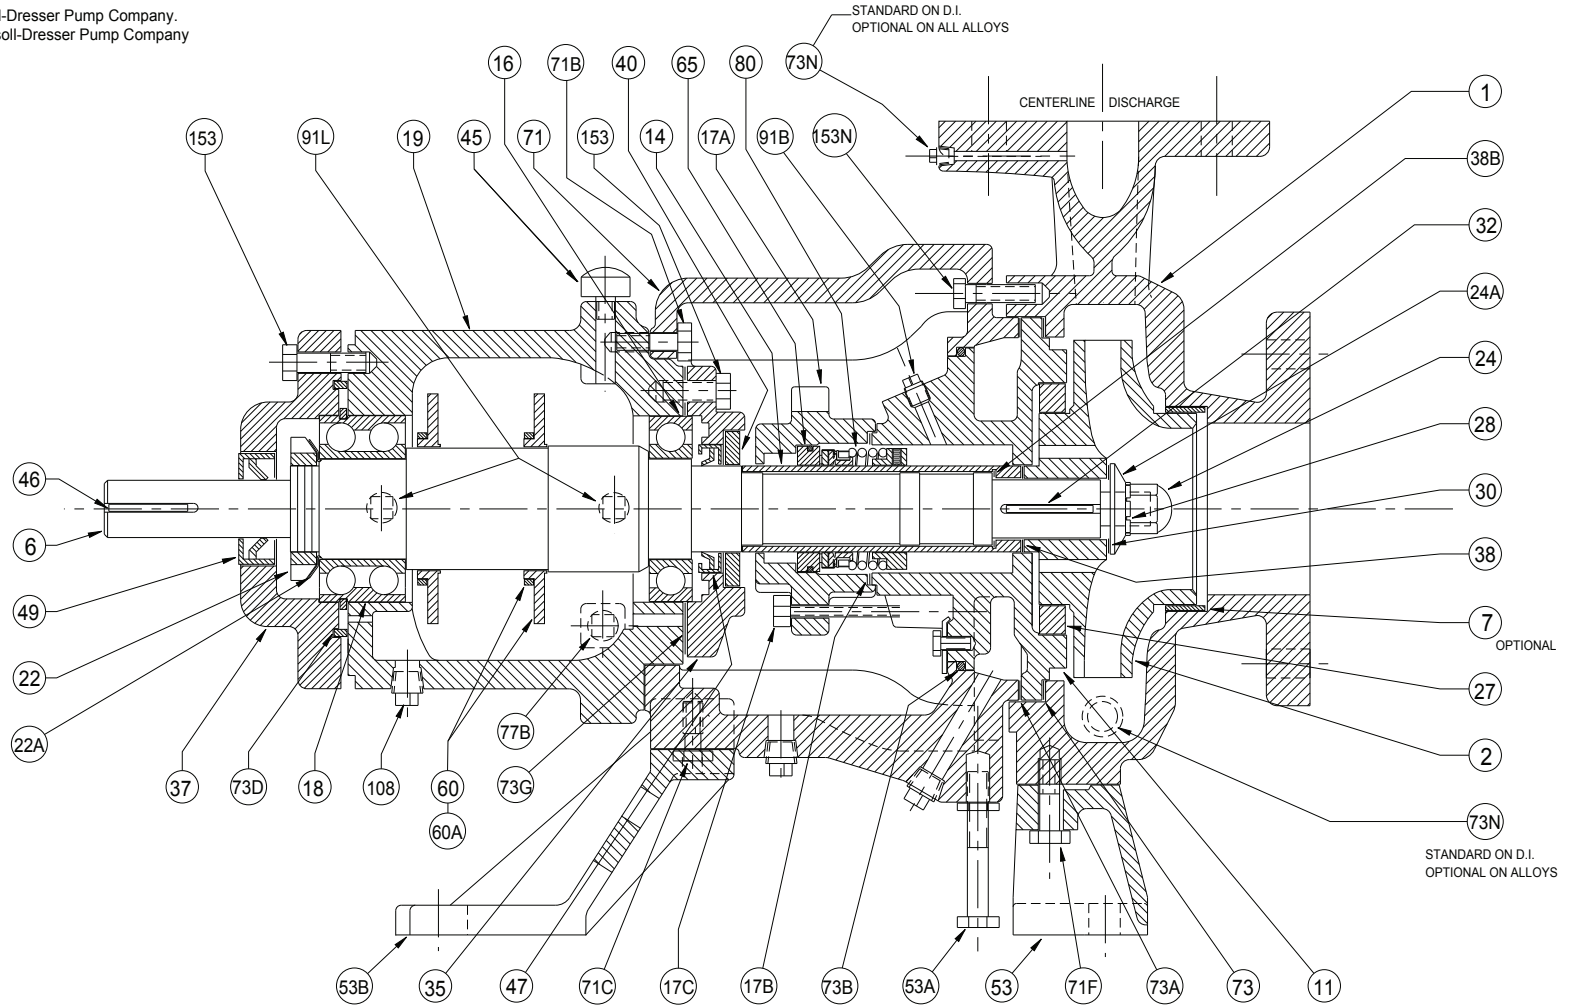 l-Dresser Pump Company.
soll-Dresser Pump Company
STANDARD ON D.I.
OPTIONAL ON ALL ALLOYS
16
71B
40
65
80
73N
CENTERLINE DISCHARGE
1
153
91L
19
45
71
153
14
17A
91B
153N
38B
32
24A
24
28
46
30
6
38
49
7
OPTIONAL
22
27
22A
77B
2
37
73D
18
108
60
73G
60A
73N
STANDARD ON D.I.
OPTIONAL ON ALLOYS
53B
35
47
71C
17C
17B
73B
53A
53
71F
73A
73
11